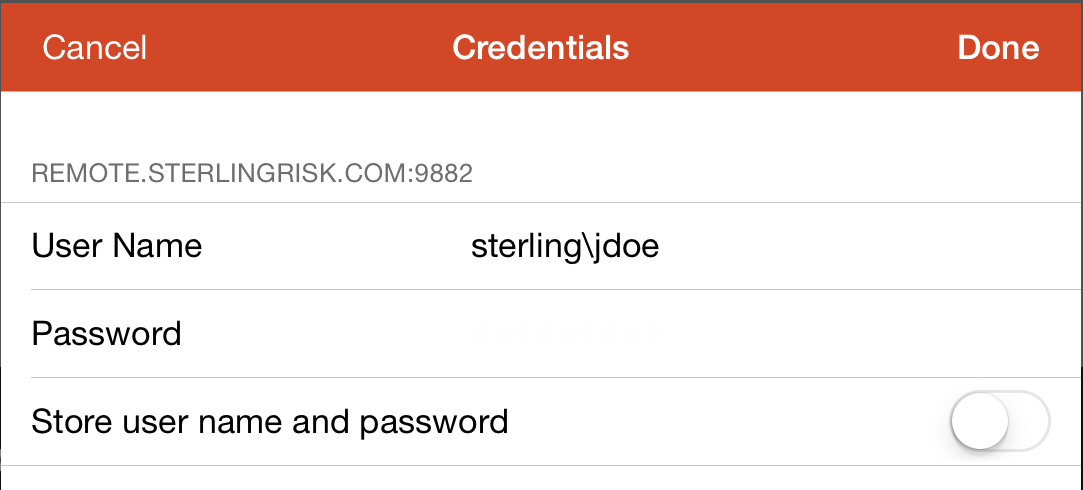 Cancel Credentials Done
REMOTE.STERLINGRISK.COM:9882
User Name sterling\jdoe
Password
Store user name and password